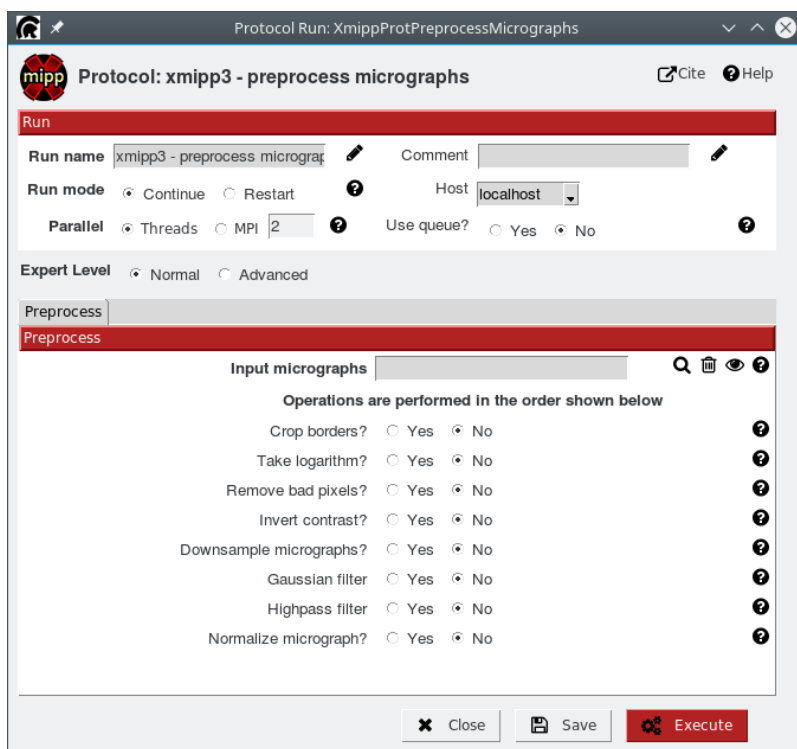 Protocol Run: XmippProtPreprocessMicrographs
mipp Protocol: xmipp3 - preprocess micrographs Cite Help
Run
Run name xmipp3 - preprocess microgra Comment
Run mode Continue Restart Host localhost
Parallel Threads MPI 2 Use queue? Yes No
Expert Level Normal Advanced
Preprocess
Preprocess
Input micrographs
Operations are performed in the order shown below
Crop borders? Yes No
Take logarithm? Yes No
Remove bad pixels? Yes No
Invert contrast? Yes No
Downsample micrographs? Yes No
Gaussian filter Yes No
Highpass filter Yes No
Normalize micrograph? Yes No
Close Save Execute